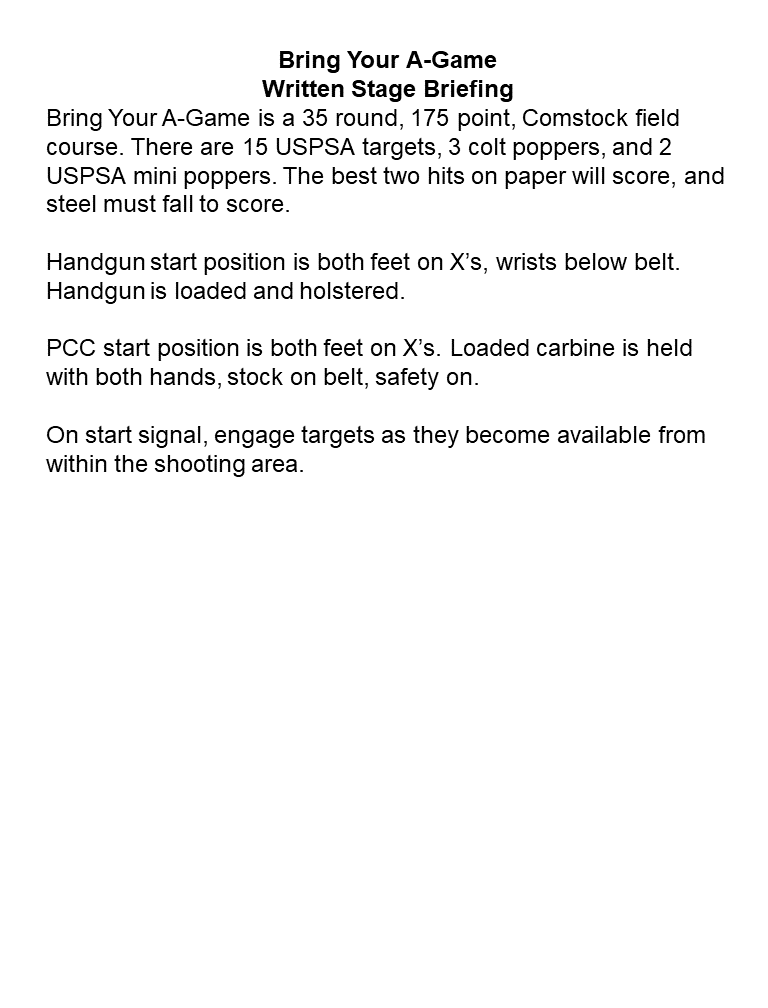 Bring Your A-Game
Written Stage Briefing
Bring Your A-Game is a 35 round, 175 point, Comstock field
course. There are 15 USPSA targets, 3 colt poppers, and 2
USPSA mini poppers. The best two hits on paper will score, and
steel must fall to score.
Handgun start position is both feet on X’s, wrists below belt.
Handgun is loaded and holstered.
PCC start position is both feet on X’s. Loaded carbine is held
with both hands, stock on belt, safety on.
On start signal, engage targets as they become available from
within the shooting area.